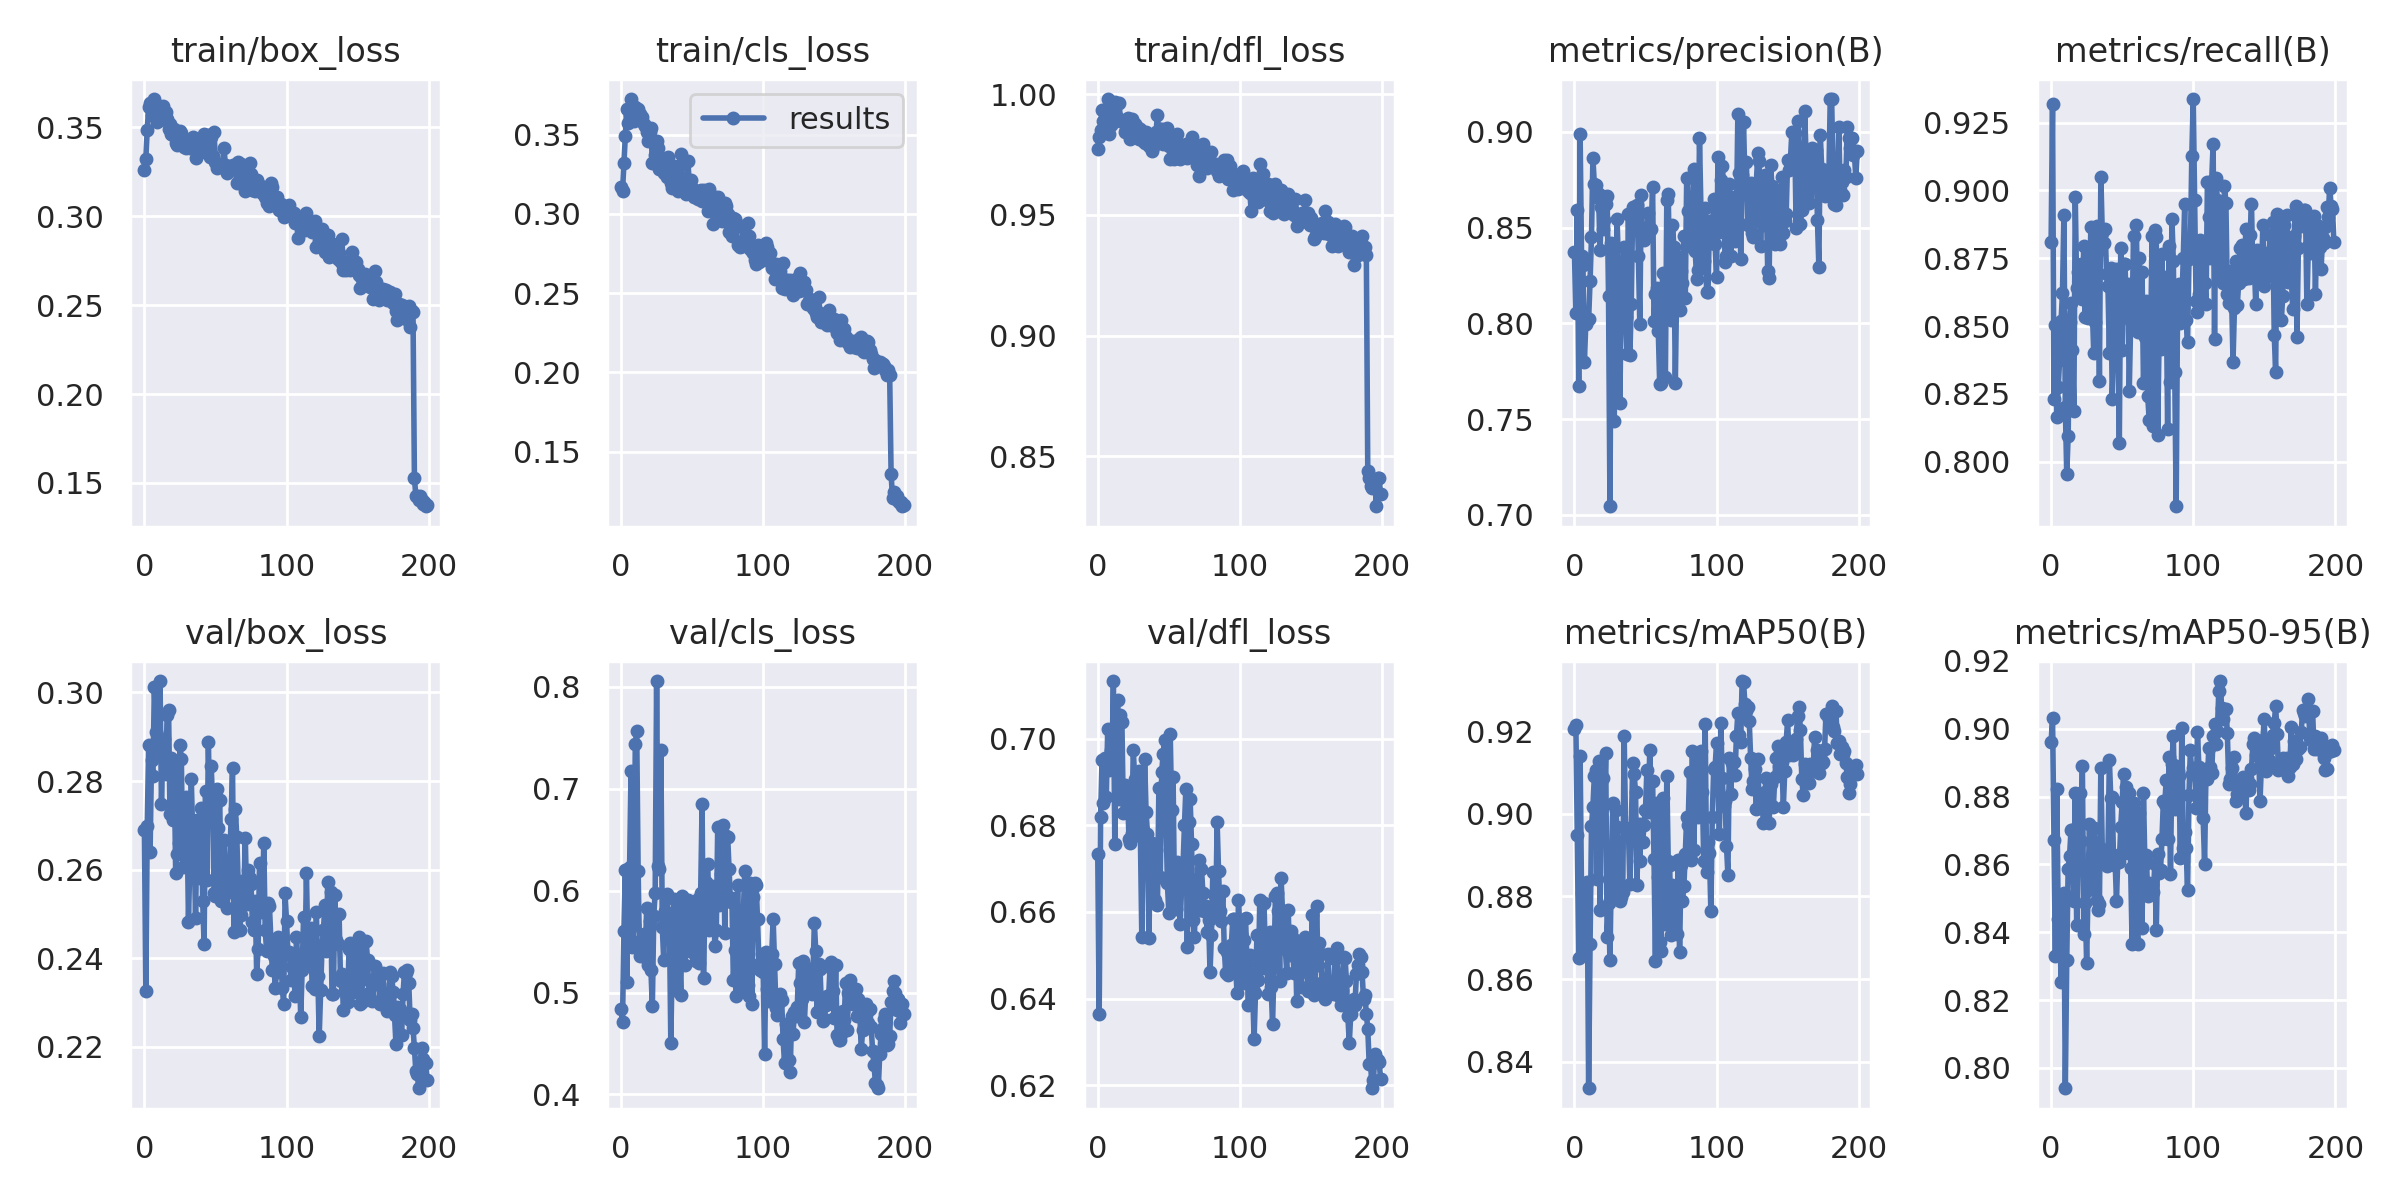 train/box_loss
0.35
0.30
0.25
0.20
0.15
0 100 200
train/cls_loss
results
0.35
0.30
0.25
0.20
0.15
0 100 200
train/dfl_loss
1.00
0.95
0.90
0.85
0 100 200
metrics/precision(B)
0.90
0.85
0.80
0.75
0.70
0 100 200
metrics/recall(B)
0.925
0.900
0.875
0.850
0.825
0.800
0 100 200
val/box_loss
0.30
0.28
0.26
0.24
0.22
0 100 200
val/cls_loss
0.8
0.7
0.6
0.5
0.4
0 100 200
val/dfl_loss
0.70
0.68
0.66
0.64
0.62
0 100 200
metrics/mAP50(B)
0.92
0.90
0.88
0.86
0.84
0 100 200
metrics/mAP50-95(B)
0.92
0.90
0.88
0.86
0.84
0.82
0.80
0 100 200